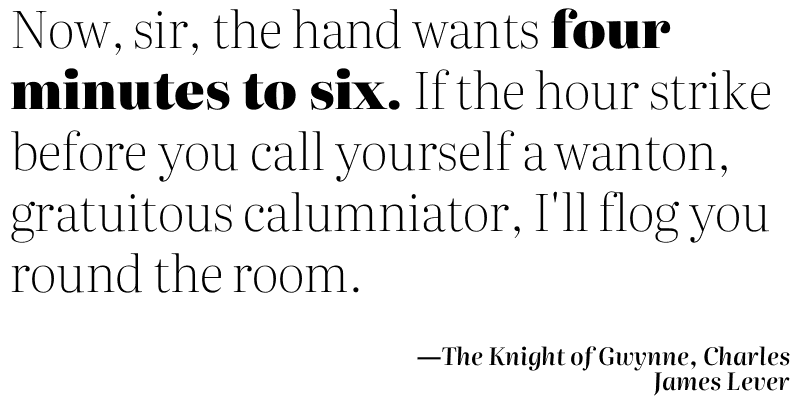 Now, sir, the hand wants four
minutes to six. If the hour strike
before you call yourself a wanton,
gratuitous calumniator, I'll flog you
round the room.
—The Knight of Gwynne, Charles
James Lever